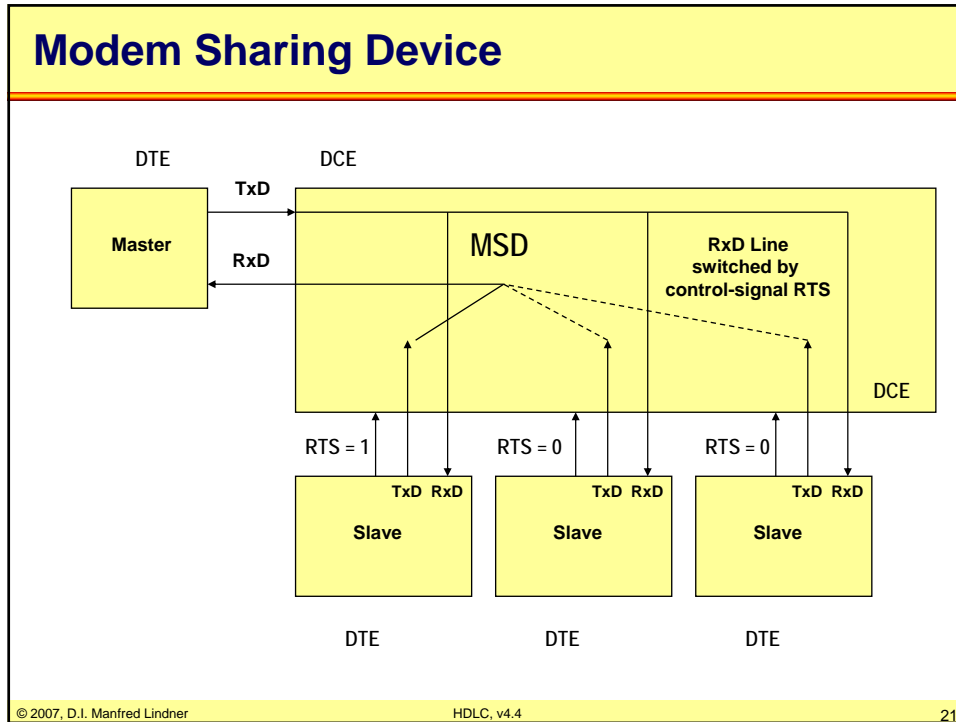 Modem Sharing Device
DTE
DCE
TxD
Master
RxD
MSD
RxD Line
switched by
control-signal RTS
DCE
RTS = 1
RTS = 0
RTS = 0
TxD RxD
TxD RxD
TxD RxD
Slave
Slave
Slave
DTE
DTE
DTE
© 2007, D.I. Manfred Lindner
HDLC, v4.4
21